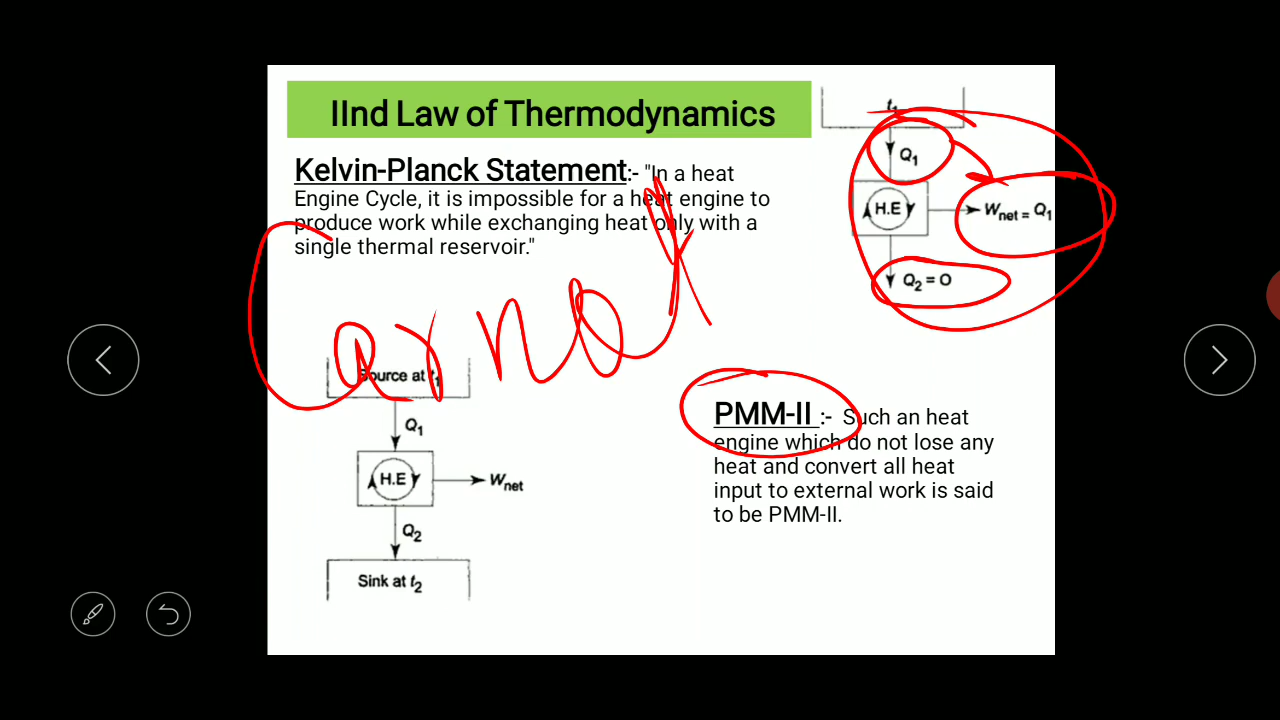 IInd Law of Thermodynamics
Kelvin-Planck Statement:- "In a heat
Engine Cycle, it is impossible for a heat engine to
produce work while exchanging heat only with a
single thermal reservoir."
t1
Q1
H.E
Wnet = Q1
Q2 = O
Carnot
Source at t1
Q1
H.E
Wnet
Q2
Sink at t2
PMM-II :- Such an heat
engine which do not lose any
heat and convert all heat
input to external work is said
to be PMM-II.